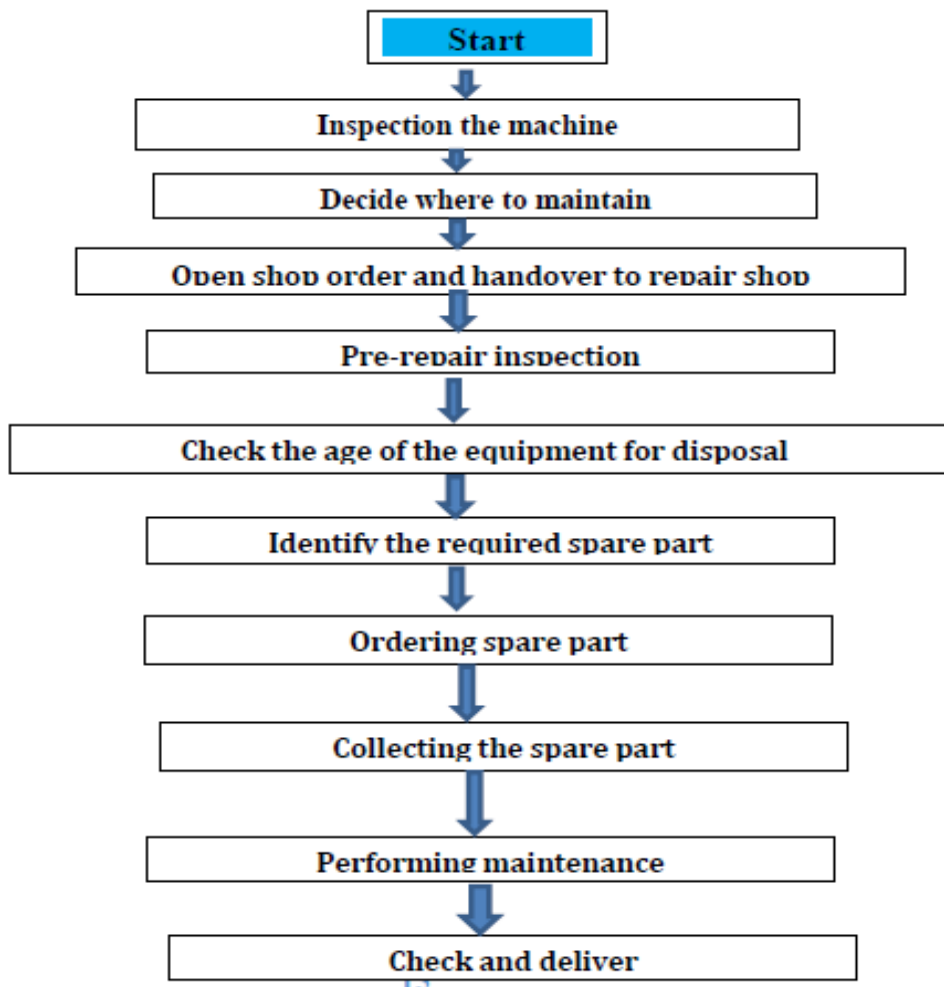 Start
Inspection the machine
Decide where to maintain
Open shop order and handover to repair shop
Pre-repair inspection
Check the age of the equipment for disposal
Identify the required spare part
Ordering spare part
Collecting the spare part
Performing maintenance
Check and deliver